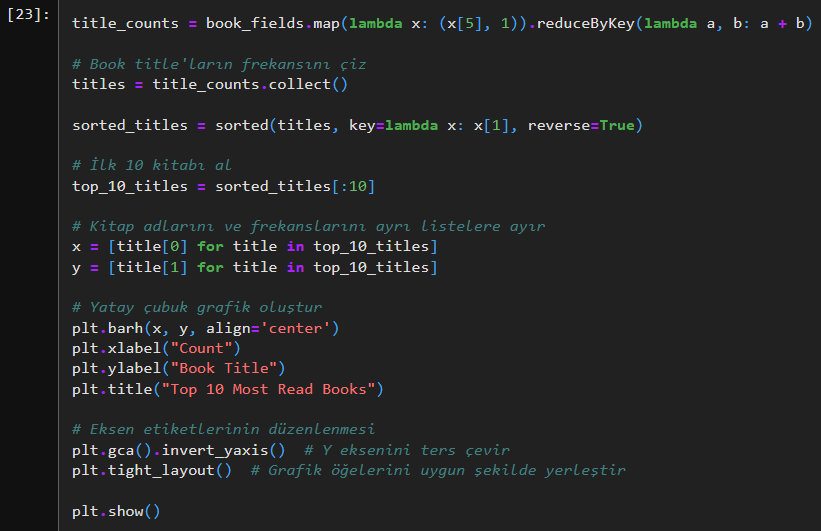 [23]:
title_counts = book_fields.map(lambda x: (x[5], 1)).reduceByKey(lambda a, b: a + b)
# Book title'ların frekansını çiz
titles = title_counts.collect()
sorted_titles = sorted(titles, key=lambda x: x[1], reverse=True)
# İlk 10 kitabı al
top_10_titles = sorted_titles[:10]
# Kitap adlarını ve frekanslarını ayrı listelere ayır
x = [title[0] for title in top_10_titles]
y = [title[1] for title in top_10_titles]
# Yatay çubuk grafik oluştur
plt.barh(x, y, align='center')
plt.xlabel("Count")
plt.ylabel("Book Title")
plt.title("Top 10 Most Read Books")
# Eksen etiketlerinin düzenlenmesi
plt.gca().invert_yaxis()  # Y eksenini ters çevir
plt.tight_layout()  # Grafik öğelerini uygun şekilde yerleştir
plt.show()